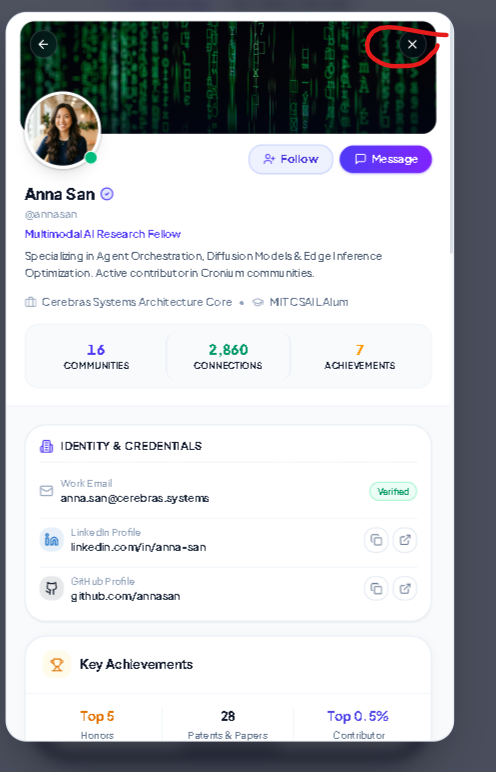 Follow
Message
Anna San
@annasan
Multimodal AI Research Fellow
Specializing in Agent Orchestration, Diffusion Models & Edge Inference
Optimization. Active contributor in Cronium communities.
Cerebras Systems Architecture Core • MIT CSAIL Alum
16 2,860 7
COMMUNITIES CONNECTIONS ACHIEVEMENTS
IDENTITY & CREDENTIALS
Work Email
anna.san@cerebras.systems Verified
LinkedIn Profile
linkedin.com/in/anna-san
GitHub Profile
github.com/annasan
Key Achievements
Top 5 28 Top 0.5%
Honors Patents & Papers Contributor